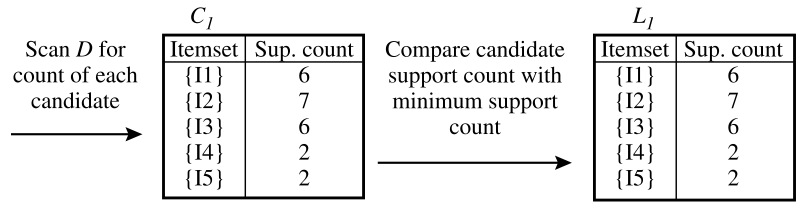 C1
L1
Scan D for
count of each
candidate
Itemset Sup. count
{I1} 6
{I2} 7
{I3} 6
{I4} 2
{I5} 2
Compare candidate
support count with
minimum support
count
Itemset Sup. count
{I1} 6
{I2} 7
{I3} 6
{I4} 2
{I5} 2